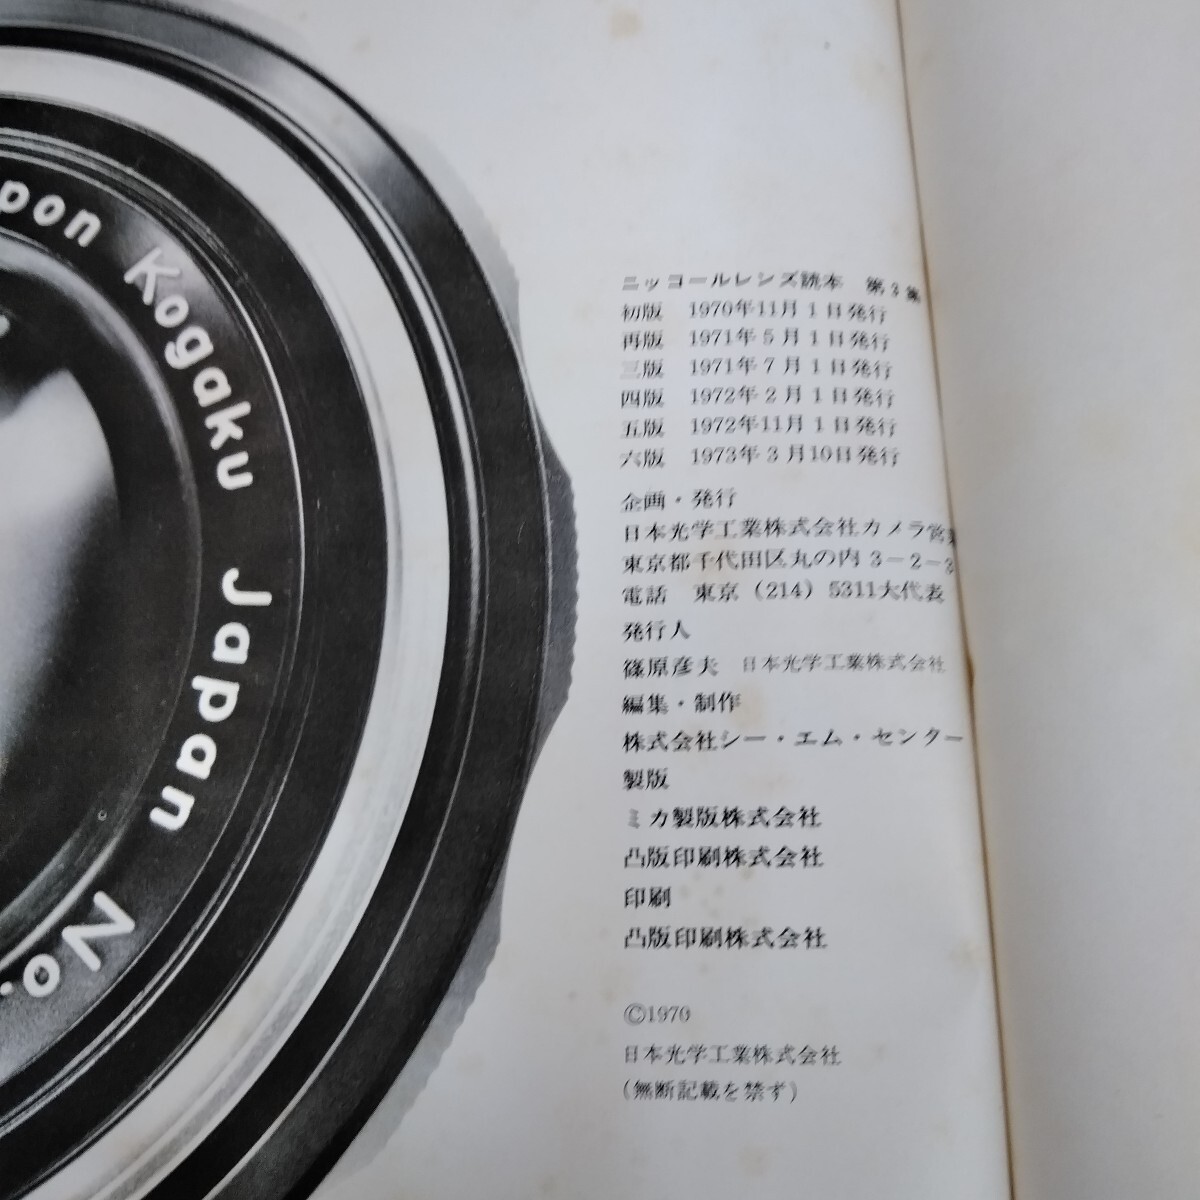 pon Kogaku Japan No.
ニッコールレンズ読本 第3集
初版 1970年11月1日発行
再版 1971年5月1日発行
三版 1971年7月1日発行
四版 1972年2月1日発行
五版 1972年11月1日発行
六版 1973年3月10日発行
企画・発行
日本光学工業株式会社カメラ営
東京都千代田区丸の内3-2-3
電話 東京(214)5311大代表
発行人
篠原彦夫 日本光学工業株式会社
編集・制作
株式会社シー・エム・センター
製版
ミカ製版株式会社
凸版印刷株式会社
印刷
凸版印刷株式会社
©1970
日本光学工業株式会社
(無断記載を禁ず)